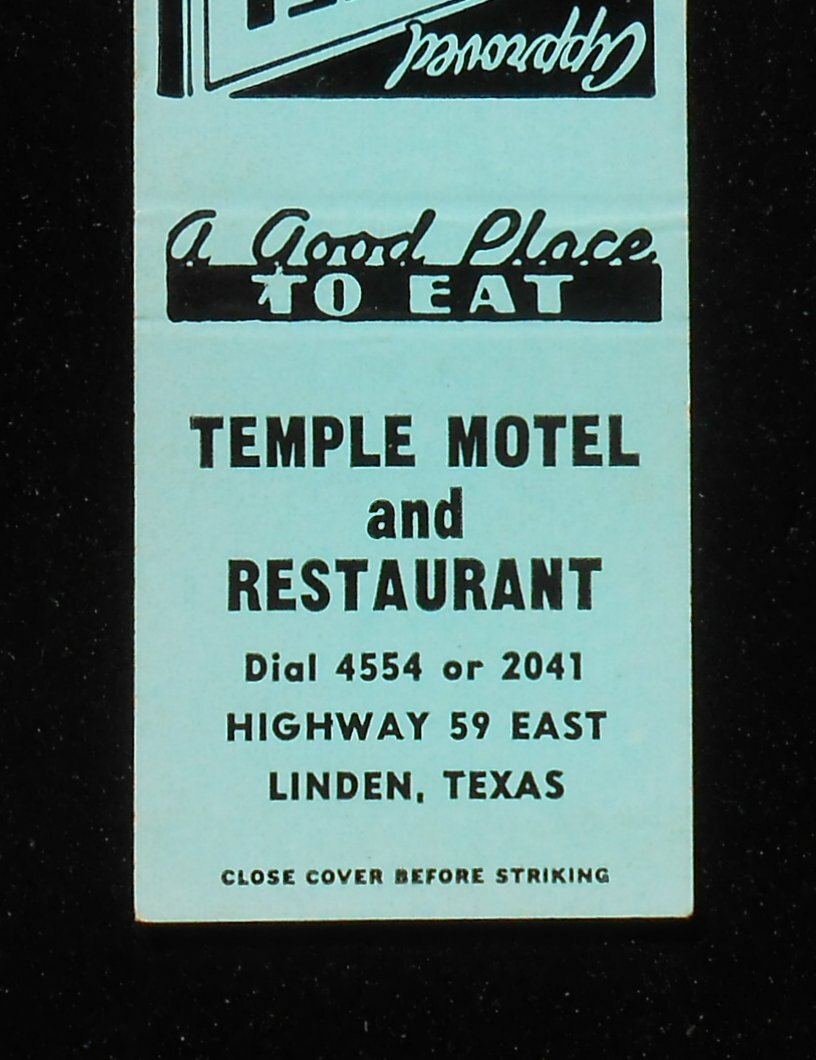 Approved
A Good Place
TO EAT
TEMPLE MOTEL
and
RESTAURANT
Dial 4554 or 2041
HIGHWAY 59 EAST
LINDEN, TEXAS
CLOSE COVER BEFORE STRIKING